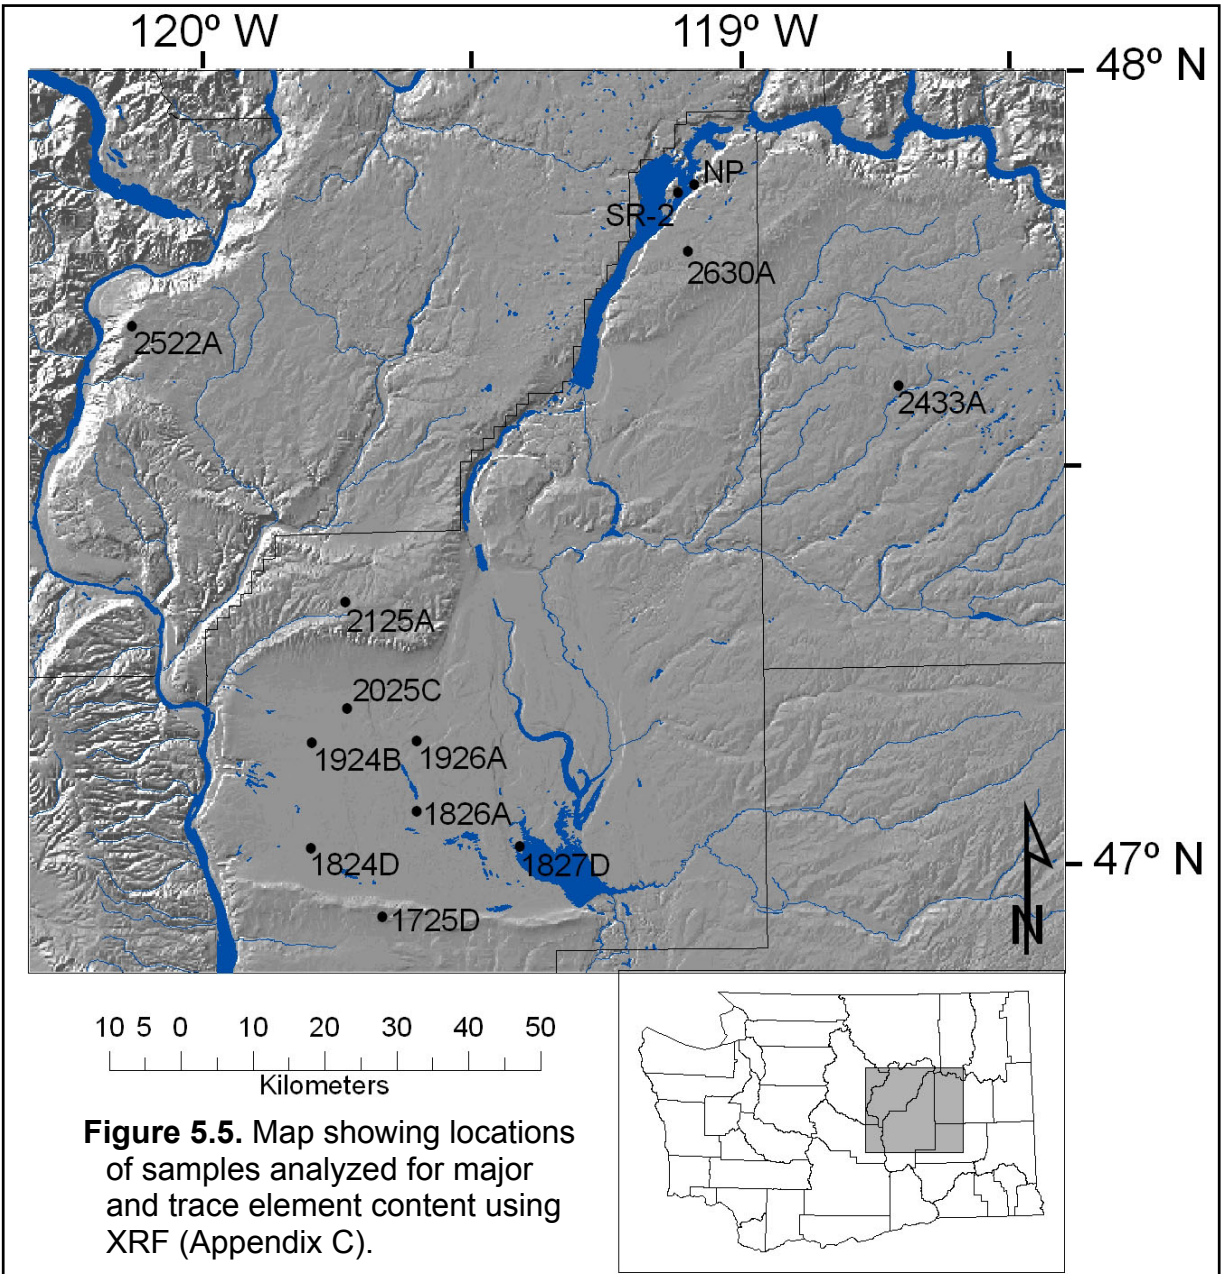 120º W 119º W
48º N
NP
SR-2
2630A
2522A
2433A
2125A
2025C
1924B 1926A
1826A
1824D 1827D
47º N
1725D
N
10 5 0 10 20 30 40 50
Kilometers
Figure 5.5. Map showing locations
of samples analyzed for major
and trace element content using
XRF (Appendix C).